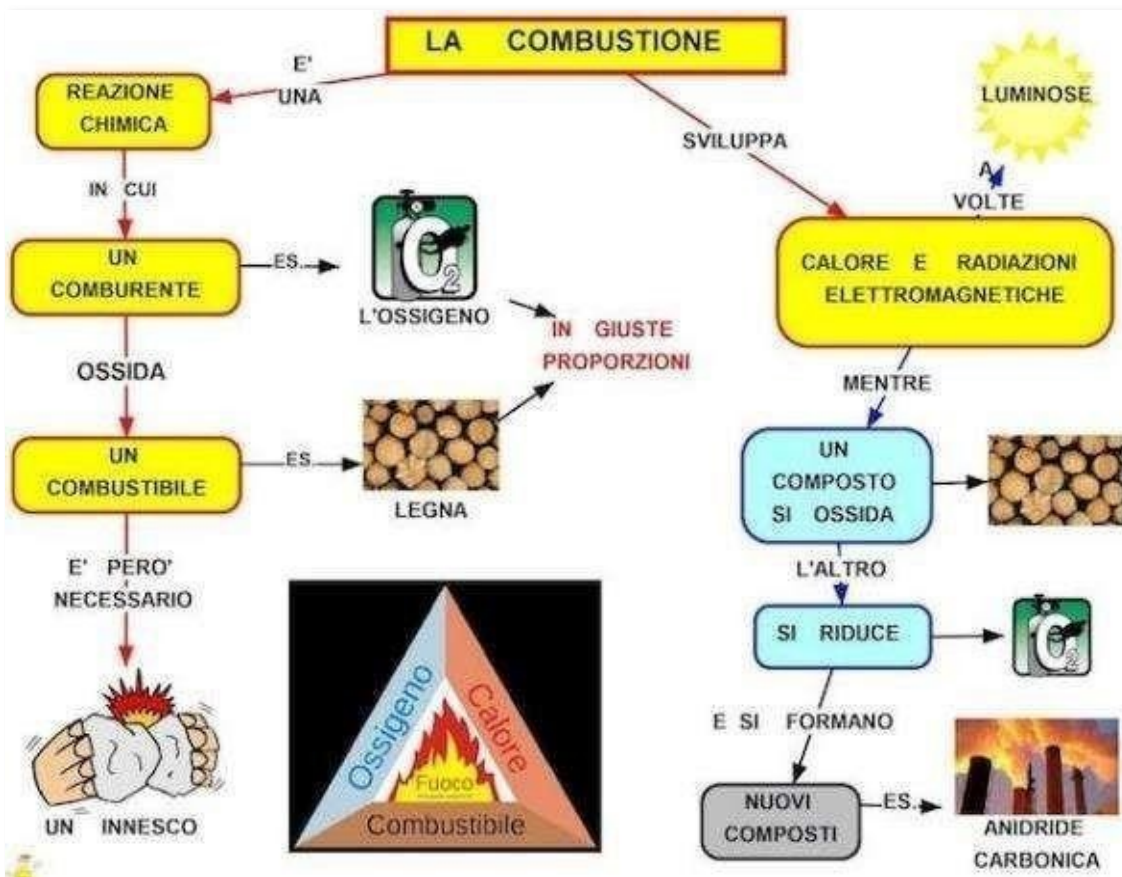 LA COMBUSTIONE
E'
UNA
REAZIONE
CHIMICA
IN CUI
UN
COMBURENTE
ES.
O2
L'OSSIGENO
OSSIDA
UN
COMBUSTIBILE
ES.
LEGNA
IN GIUSTE
PROPORZIONI
E' PERO'
NECESSARIO
UN INNESCO
Ossigeno
Calore
Fuoco
Combustibile
SVILUPPA
CALORE E RADIAZIONI
ELETTROMAGNETICHE
A
VOLTE
LUMINOSE
MENTRE
UN
COMPOSTO
SI OSSIDA
L'ALTRO
SI RIDUCE
O2
E SI FORMANO
NUOVI
COMPOSTI
ES.
ANIDRIDE
CARBONICA